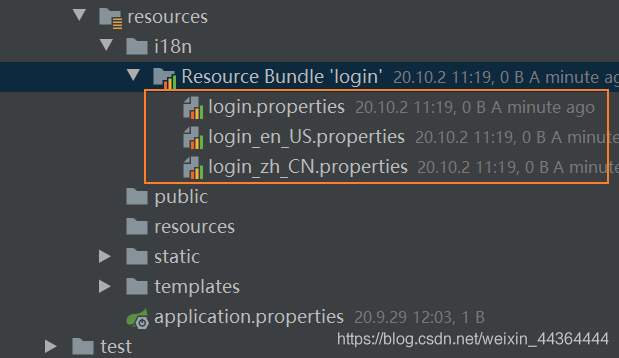 resources
i18n
Resource Bundle 'login' 20.10.2 11:19, 0 B A minute ag
login.properties 20.10.2 11:19, 0 B A minute ago
login_en_US.properties 20.10.2 11:19, 0 B A minute
login_zh_CN.properties 20.10.2 11:19, 0 B A minute
public
resources
static
templates
application.properties 20.9.29 12:03, 1 B
https://blog.csdn.net/weixin_44364444
test